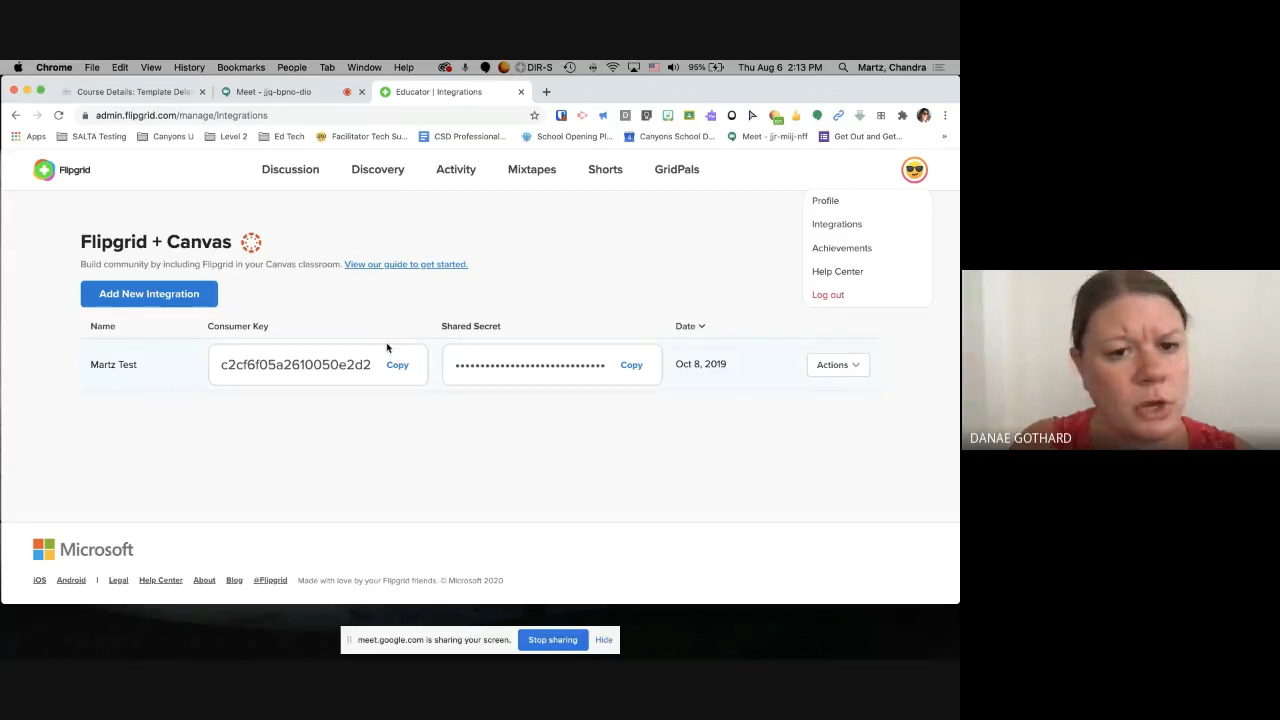 Chrome File Edit View History Bookmarks People Tab Window Help DIR-S 95% Thu Aug 6 2:13 PM Martz, Chandra
Course Details: Template Dele Meet - jjq-bpno-dio Educator | Integrations
admin.flipgrid.com/manage/integrations
Apps SALTA Testing Canyons U Level 2 Ed Tech Facilitator Tech Su... CSD Professional... School Opening Pl... Canyons School D... Meet - jjr-miij-nff Get Out and Get... »
Flipgrid Discussion Discovery Activity Mixtapes Shorts GridPals
Profile
Integrations
Achievements
Help Center
Log out
Flipgrid + Canvas
Build community by including Flipgrid in your Canvas classroom. View our guide to get started.
Add New Integration
Name Consumer Key Shared Secret Date
Martz Test c2cf6f05a2610050e2d2 Copy •••••••••••••••••••••••••••••• Copy Oct 8, 2019 Actions
DANAE GOTHARD
Microsoft
iOS Android | Legal Help Center About Blog @Flipgrid Made with love by your Flipgrid friends. © Microsoft 2020
meet.google.com is sharing your screen. Stop sharing Hide